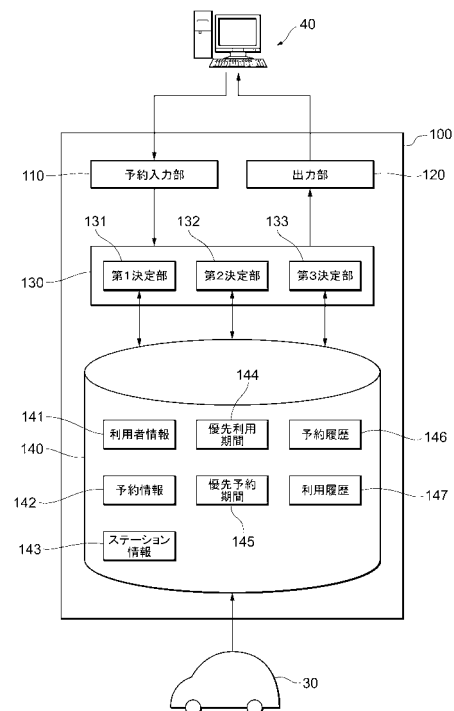 40
100
110
予約入力部
出力部
120
131
132
133
130
第1決定部
第2決定部
第3決定部
144
141
利用者情報
優先利用
期間
予約履歴
146
140
142
予約情報
優先予約
期間
利用履歴
147
143
ステーション
情報
145
30